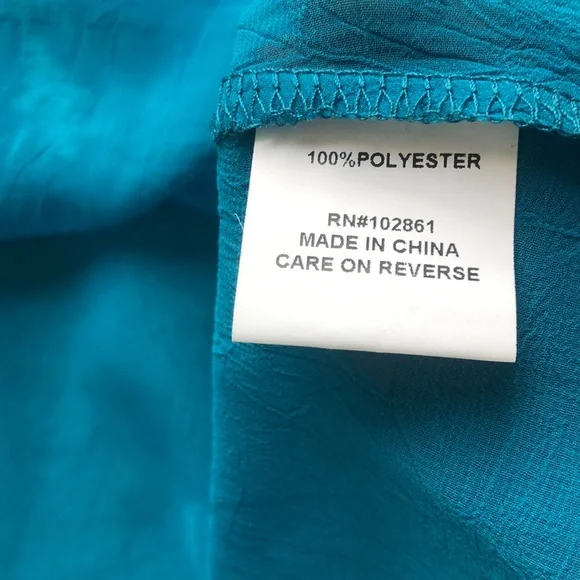 100%POLYESTER
RN#102861
MADE IN CHINA
CARE ON REVERSE